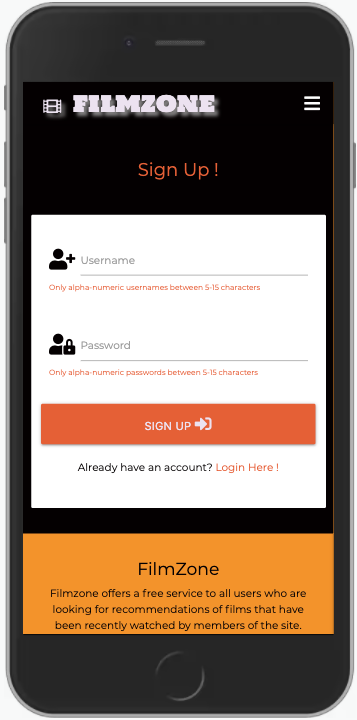 FILMZONE
Sign Up !
Username
Only alpha-numeric usernames between 5-15 characters
Password
Only alpha-numeric passwords between 5-15 characters
SIGN UP
Already have an account? Login Here !
FilmZone
Filmzone offers a free service to all users who are
looking for recommendations of films that have
been recently watched by members of the site.